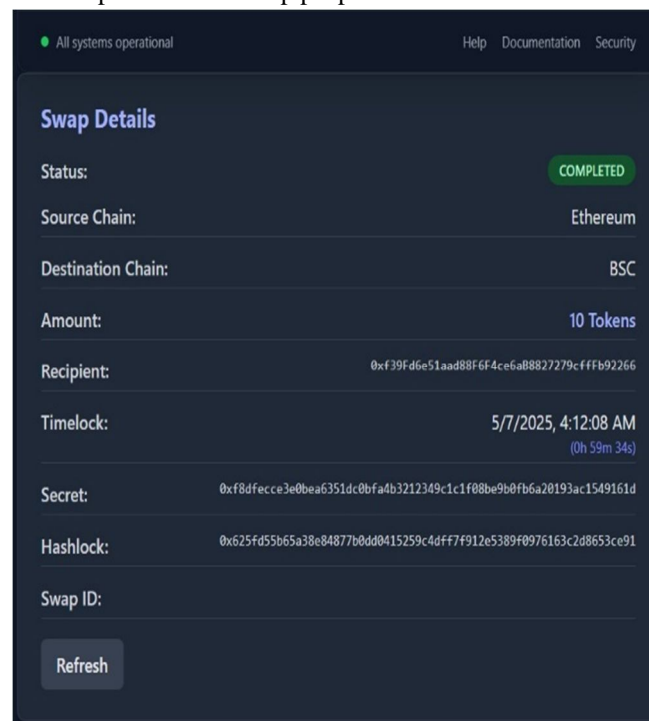 All systems operational Help Documentation Security
Swap Details
Status: COMPLETED
Source Chain: Ethereum
Destination Chain: BSC
Amount: 10 Tokens
Recipient: 0xf39Fd6e51aad88F6F4ce6aB8827279cffFb92266
Timelock: 5/7/2025, 4:12:08 AM
(0h 59m 34s)
Secret: 0xf8dfecce3e0bea6351dc0bfa4b3212349c1c1f08be9b0fb6a20193ac1549161d
Hashlock: 0x625fd55b65a38e84877b0dd0415259c4dff7f912e5389f0976163c2d8653ce91
Swap ID:
Refresh